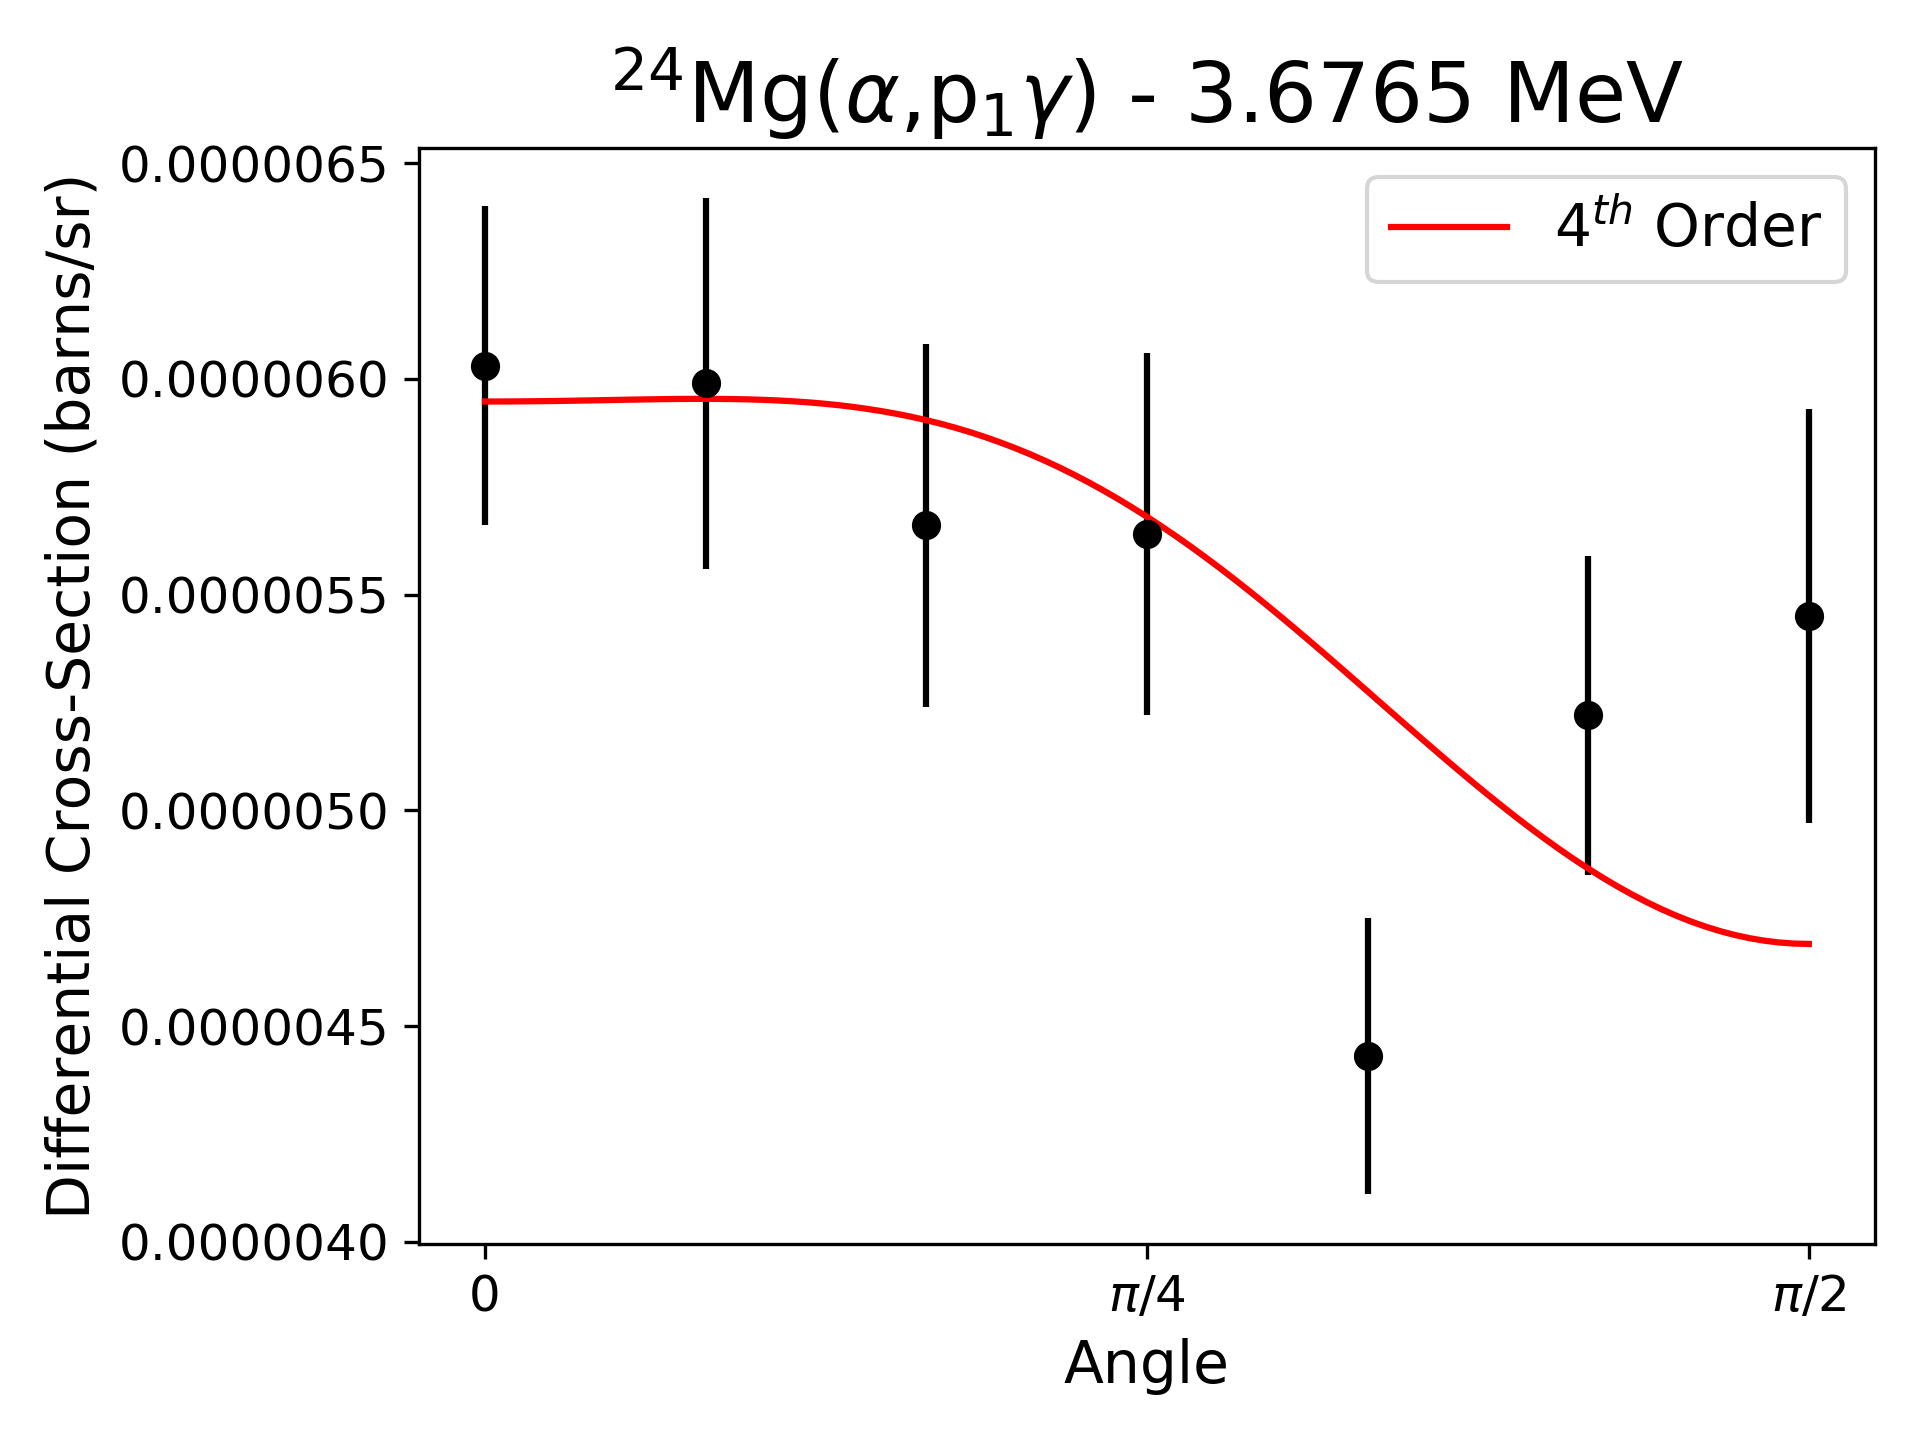 ²⁴Mg(α,p₁γ) - 3.6765 MeV
Differential Cross-Section (barns/sr)
0.0000065
0.0000060
0.0000055
0.0000050
0.0000045
0.0000040
4ᵗʰ Order
0
π/4
π/2
Angle